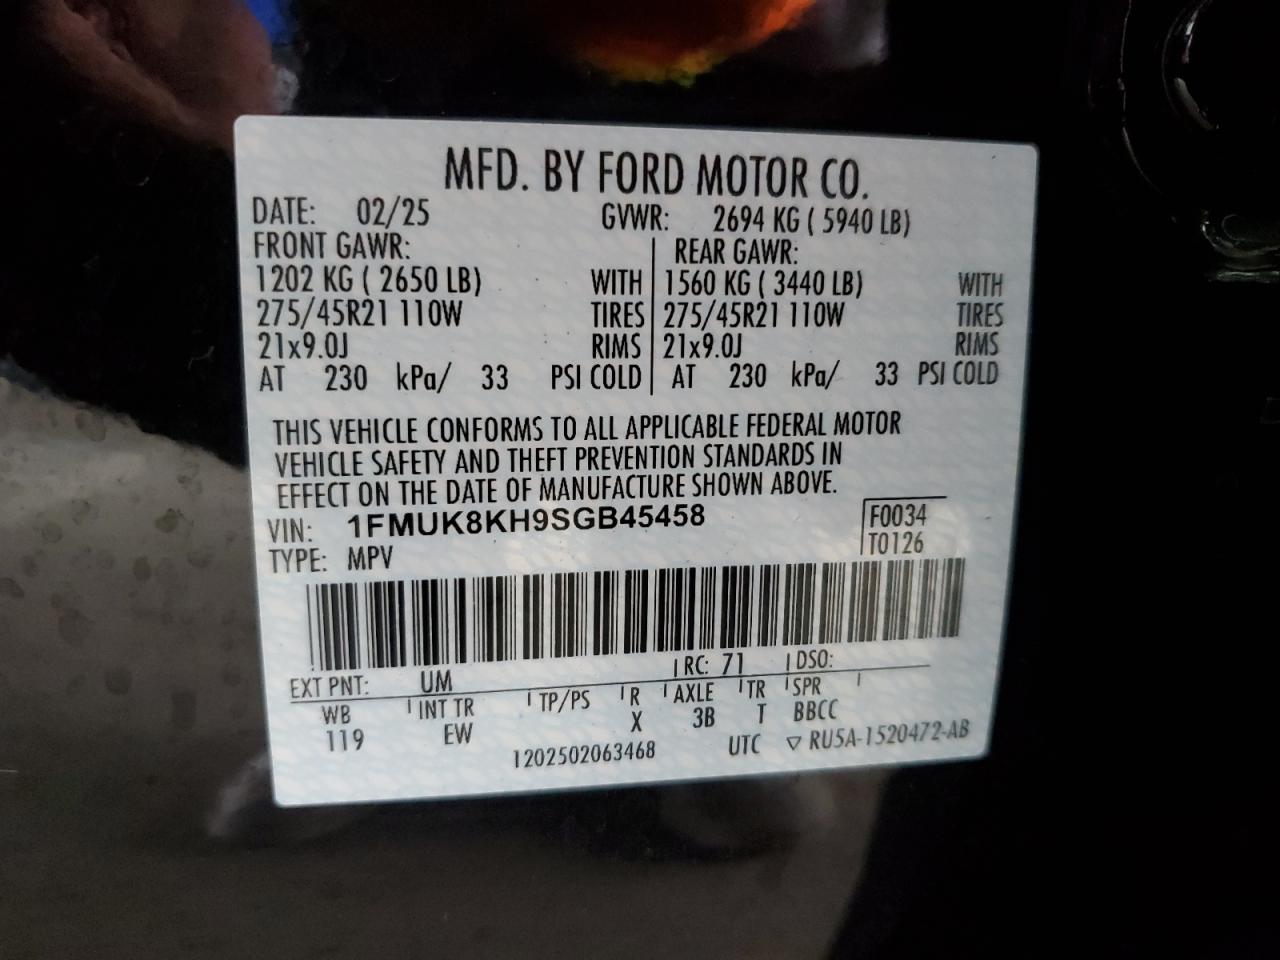 MFD. BY FORD MOTOR CO.
DATE: 02/25 GVWR: 2694 KG ( 5940 LB)
FRONT GAWR: REAR GAWR:
1202 KG ( 2650 LB) WITH 1560 KG ( 3440 LB) WITH
275/45R21 110W TIRES 275/45R21 110W TIRES
21x9.0J RIMS 21x9.0J RIMS
AT 230 kPa/ 33 PSI COLD AT 230 kPa/ 33 PSI COLD
THIS VEHICLE CONFORMS TO ALL APPLICABLE FEDERAL MOTOR
VEHICLE SAFETY AND THEFT PREVENTION STANDARDS IN
EFFECT ON THE DATE OF MANUFACTURE SHOWN ABOVE.
VIN: 1FMUK8KH9SGB45458 F0034
TYPE: MPV T0126
EXT PNT: UM RC: 71 DSO:
WB INT TR TP/PS R AXLE TR SPR
119 EW X 3B T BBCC
1202502063468 UTC ▽ RU5A-1520472-AB